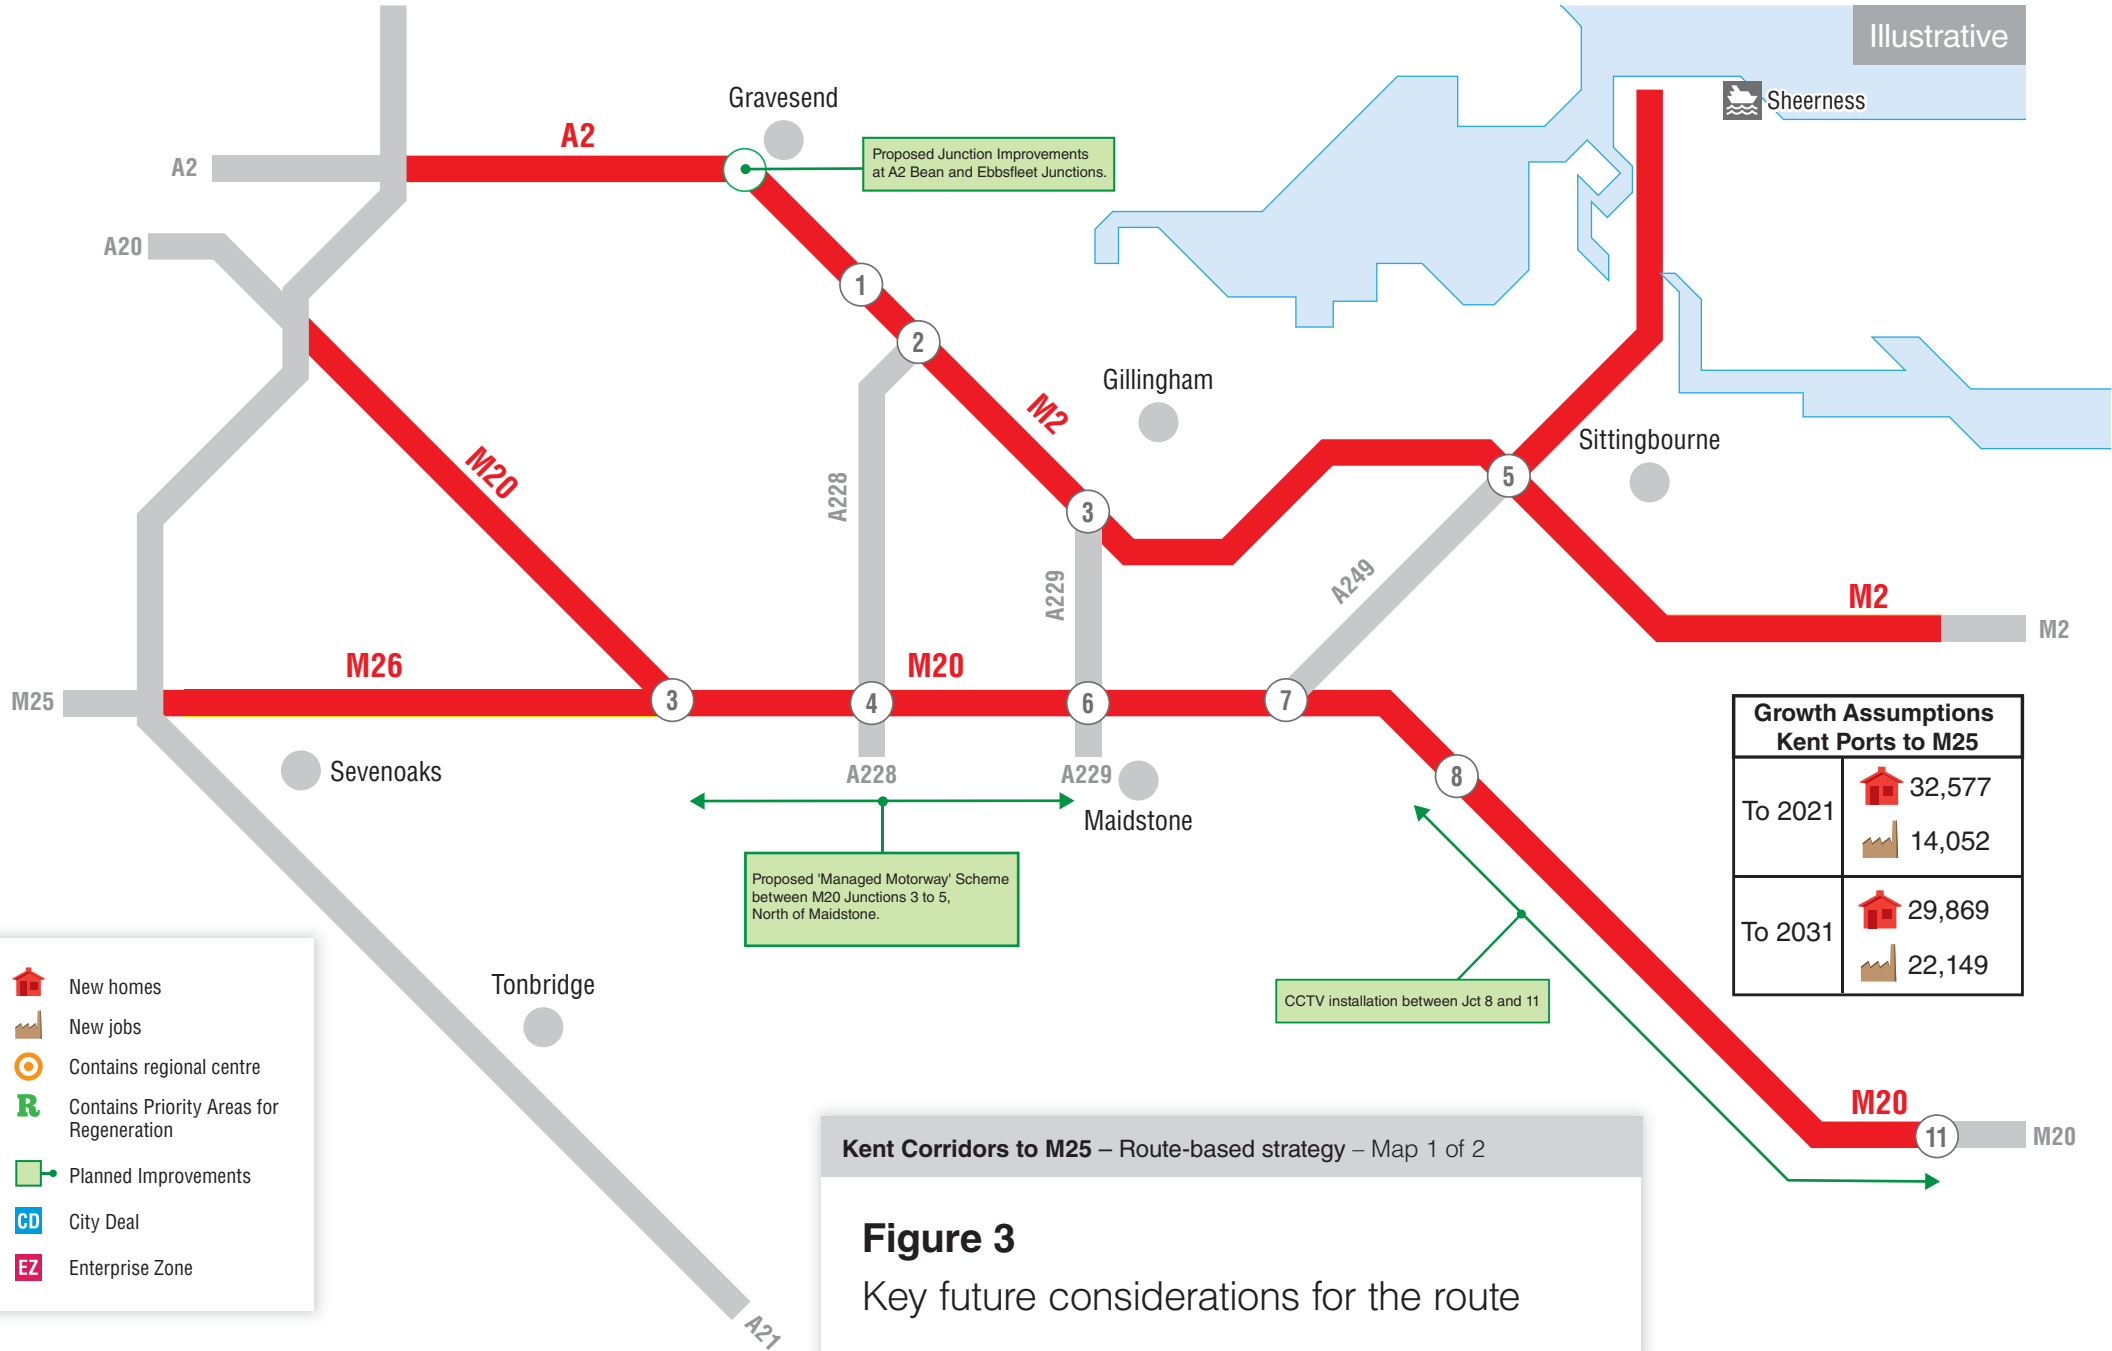 Illustrative
Gravesend
Sheerness
A2
A2
Proposed Junction Improvements
at A2 Bean and Ebbsfleet Junctions.
A20
1
2
Gillingham
M2
Sittingbourne
M20
A228
5
3
A229
A249
M2
M2
M26
M20
M25
3
4
6
7
Sevenoaks
A228
A229
Maidstone
8
Growth Assumptions
Kent Ports to M25
To 2021
32,577
14,052
To 2031
29,869
22,149
Proposed 'Managed Motorway' Scheme
between M20 Junctions 3 to 5,
North of Maidstone.
CCTV installation between Jct 8 and 11
Tonbridge
New homes
New jobs
Contains regional centre
R
Contains Priority Areas for
Regeneration
Planned Improvements
CD
City Deal
EZ
Enterprise Zone
M20
11
M20
A21
Kent Corridors to M25 – Route-based strategy – Map 1 of 2
Figure 3
Key future considerations for the route